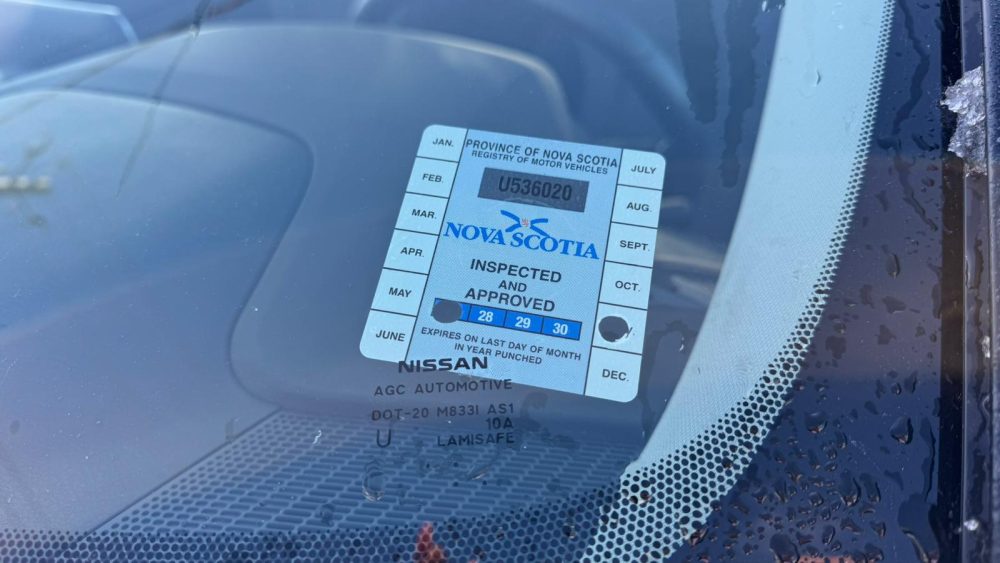 PROVINCE OF NOVA SCOTIA
REGISTRY OF MOTOR VEHICLES
U536020
NOVA SCOTIA
INSPECTED
AND
APPROVED
28 29 30
EXPIRES ON LAST DAY OF MONTH
IN YEAR PUNCHED
JAN.
FEB.
MAR.
APR.
MAY
JUNE
JULY
AUG.
SEPT.
OCT.
DEC.
NISSAN
AGC AUTOMOTIVE
DOT-20 M833I AS1
10A
U LAMISAFE